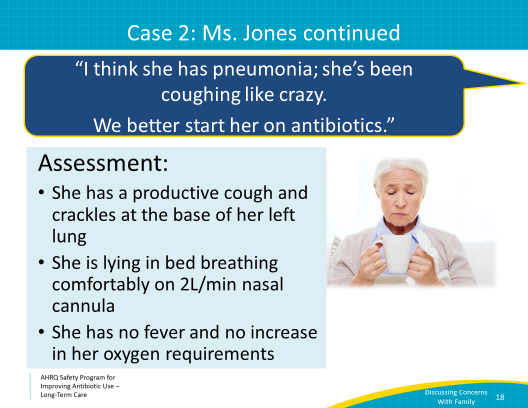 Case 2: Ms. Jones continued
“I think she has pneumonia; she’s been
coughing like crazy.
We better start her on antibiotics.”
Assessment:
• She has a productive cough and
crackles at the base of her left
lung
• She is lying in bed breathing
comfortably on 2L/min nasal
cannula
• She has no fever and no increase
in her oxygen requirements
AHRQ Safety Program for
Improving Antibiotic Use –
Long-Term Care
Discussing Concerns
With Family
18